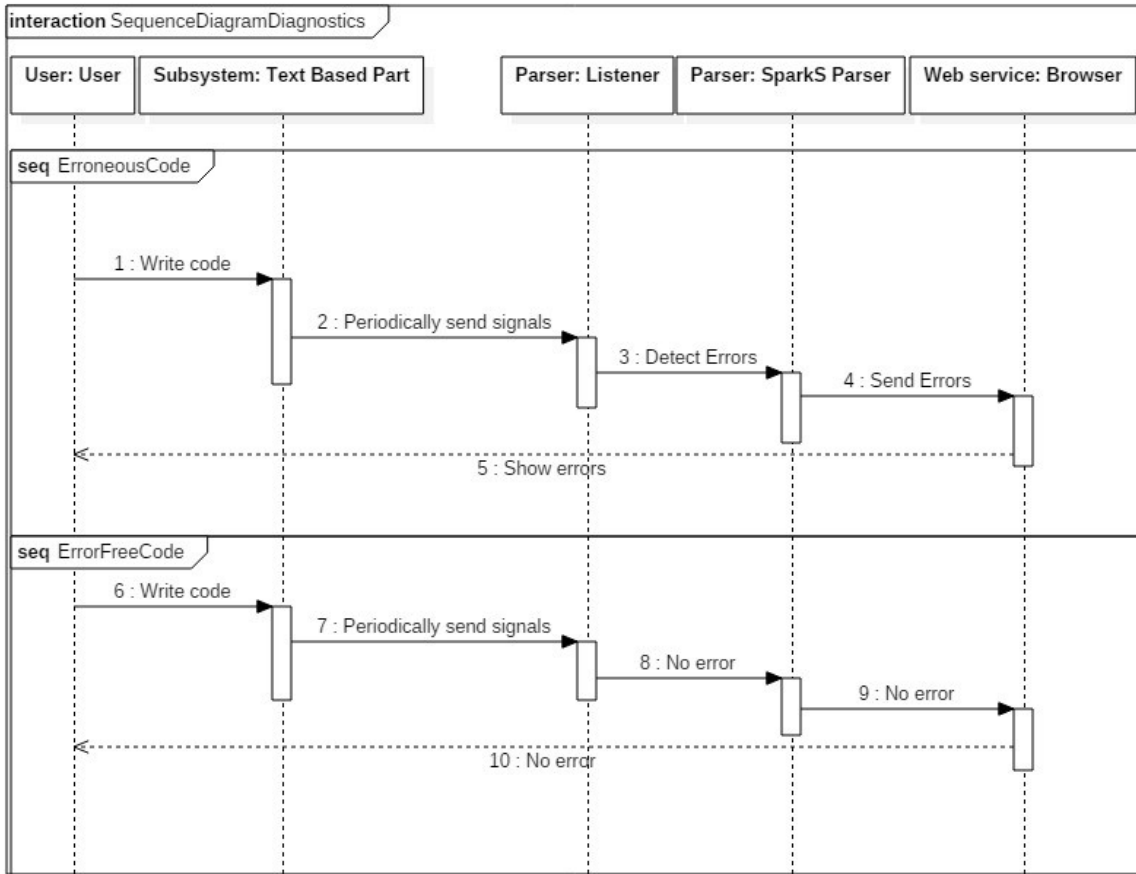 interaction SequenceDiagramDiagnostics
User: User
Subsystem: Text Based Part
Parser: Listener
Parser: SparkS Parser
Web service: Browser
seq ErroneousCode
1 : Write code
2 : Periodically send signals
3 : Detect Errors
4 : Send Errors
5 : Show errors
seq ErrorFreeCode
6 : Write code
7 : Periodically send signals
8 : No error
9 : No error
10 : No error